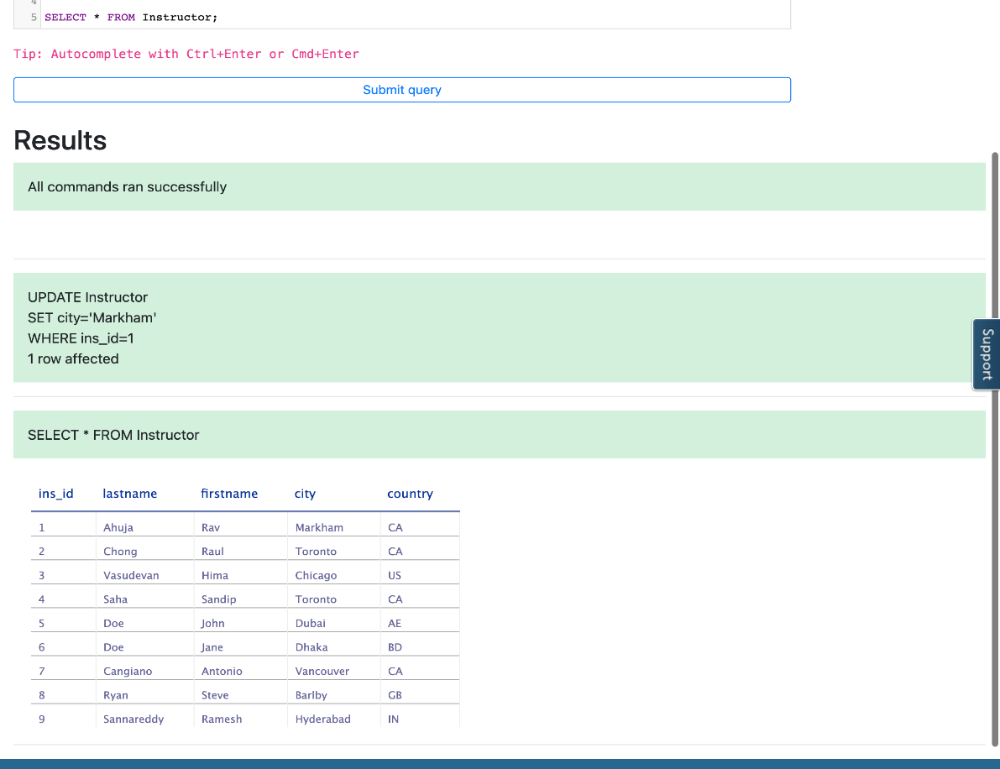 4
5 SELECT * FROM Instructor;
Tip: Autocomplete with Ctrl+Enter or Cmd+Enter
Submit query
Results
All commands ran successfully
UPDATE Instructor
SET city='Markham'
WHERE ins_id=1
1 row affected
Support
SELECT * FROM Instructor
ins_id lastname firstname city country
1 Ahuja Rav Markham CA
2 Chong Raul Toronto CA
3 Vasudevan Hima Chicago US
4 Saha Sandip Toronto CA
5 Doe John Dubai AE
6 Doe Jane Dhaka BD
7 Cangiano Antonio Vancouver CA
8 Ryan Steve Barlby GB
9 Sannareddy Ramesh Hyderabad IN